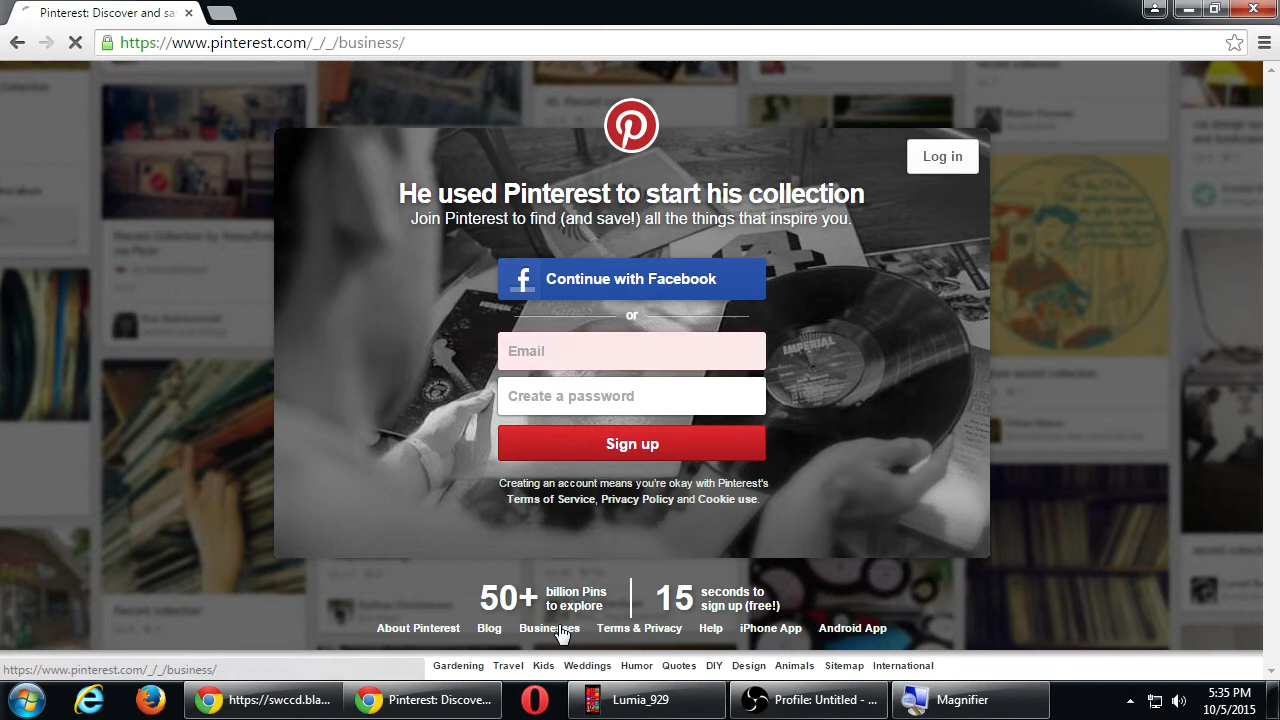 Pinterest: Discover and sa
https://www.pinterest.com/_/_/business/
Log in
He used Pinterest to start his collection
Join Pinterest to find (and save!) all the things that inspire you.
f Continue with Facebook
or
Email
IMPERIAL
Create a password
Sign up
Creating an account means you're okay with Pinterest's
Terms of Service, Privacy Policy and Cookie use.
50+ billion Pins to explore
15 seconds to sign up (free!)
About Pinterest Blog Businesses Terms & Privacy Help iPhone App Android App
https://www.pinterest.com/_/_/business/
Gardening Travel Kids Weddings Humor Quotes DIY Design Animals Sitemap International
https://swccd.bla...
Pinterest: Discove...
Lumia_929
Profile: Untitled - ...
Magnifier
5:35 PM
10/5/2015